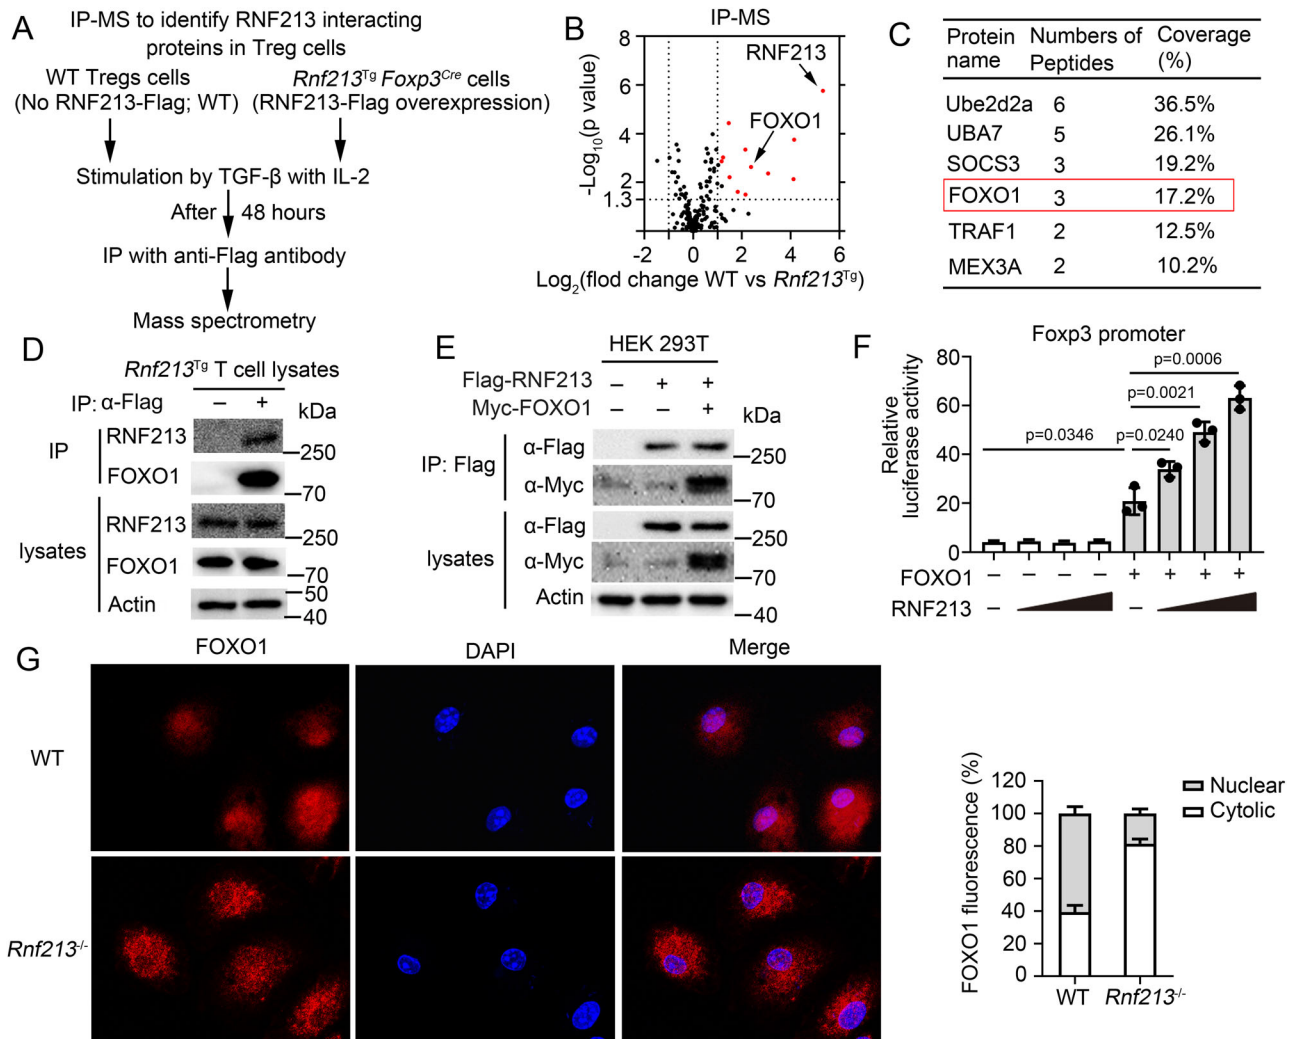 A
IP-MS to identify RNF213 interacting
proteins in Treg cells
WT Tregs cells
(No RNF213-Flag; WT)
Rnf213Tg Foxp3Cre cells
(RNF213-Flag overexpression)
Stimulation by TGF-β with IL-2
After 48 hours
IP with anti-Flag antibody
Mass spectrometry
B
IP-MS
RNF213
FOXO1
-Log10(p value)
8
6
4
2
1.3
-2 0 2 4 6
Log2(flod change WT vs Rnf213Tg)
C
Protein name
Numbers of Peptides
Coverage (%)
Ube2d2a 6 36.5%
UBA7 5 26.1%
SOCS3 3 19.2%
FOXO1 3 17.2%
TRAF1 2 12.5%
MEX3A 2 10.2%
D
Rnf213Tg T cell lysates
IP: α-Flag – + kDa
IP
RNF213 250
FOXO1 70
lysates
RNF213 250
FOXO1 70
50
Actin 40
E
HEK 293T
Flag-RNF213 – + +
Myc-FOXO1 – – + kDa
IP: Flag
α-Flag 250
α-Myc 70
lysates
α-Flag 250
α-Myc 70
Actin 40
F
Foxp3 promoter
Relative
luciferase activity
80
60
40
20
0
p=0.0006
p=0.0021
p=0.0346
p=0.0240
FOXO1 – – – – + + + +
RNF213 – –
G
FOXO1
DAPI
Merge
WT
Rnf213-/-
FOXO1 fluorescence (%)
120
100
80
60
40
20
0
WT Rnf213-/-
Nuclear
Cytolic